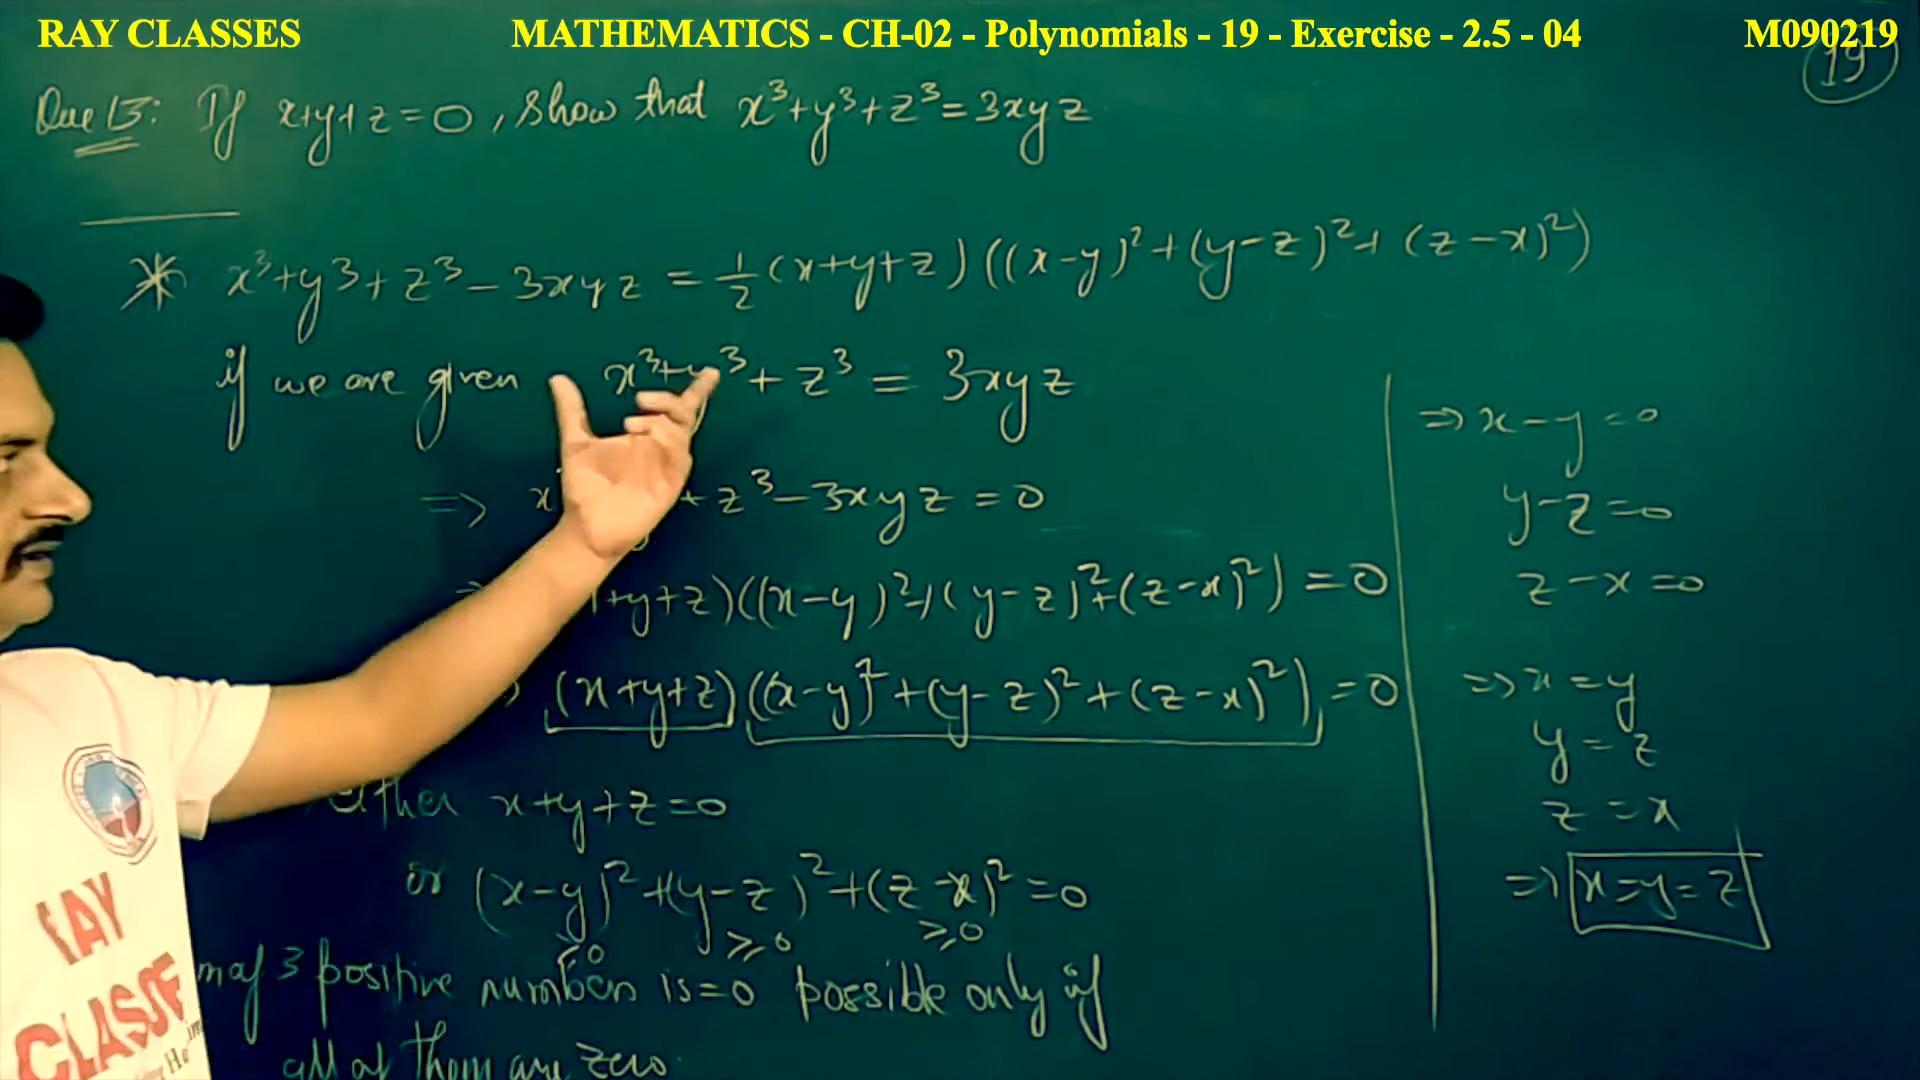 RAY CLASSES MATHEMATICS - CH-02 - Polynomials - 19 - Exercise - 2.5 - 04 M090219
19
Que 13: If x+y+z=0, show that x³+y³+z³=3xyz
* x³+y³+z³-3xyz = 1/2 (x+y+z) ((x-y)²+(y-z)²+(z-x)²)
if we are given x³+y³+z³ = 3xyz
⇒ x z³-3xyz=0
+y+z)((x-y)²+(y-z)²+(z-x)²)=0
(x+y+z)((x-y)²+(y-z)²+(z-x)²)=0
either x+y+z=0
or (x-y)²+(y-z)²+(z-x)²=0
≥0 ≥0 ≥0
of 3 positive numbers is=0 possible only if
all of them are zero.
⇒ x-y=0
y-z=0
z-x=0
⇒ x=y
y=z
z=x
⇒ x=y=z
RAY
CLASSE